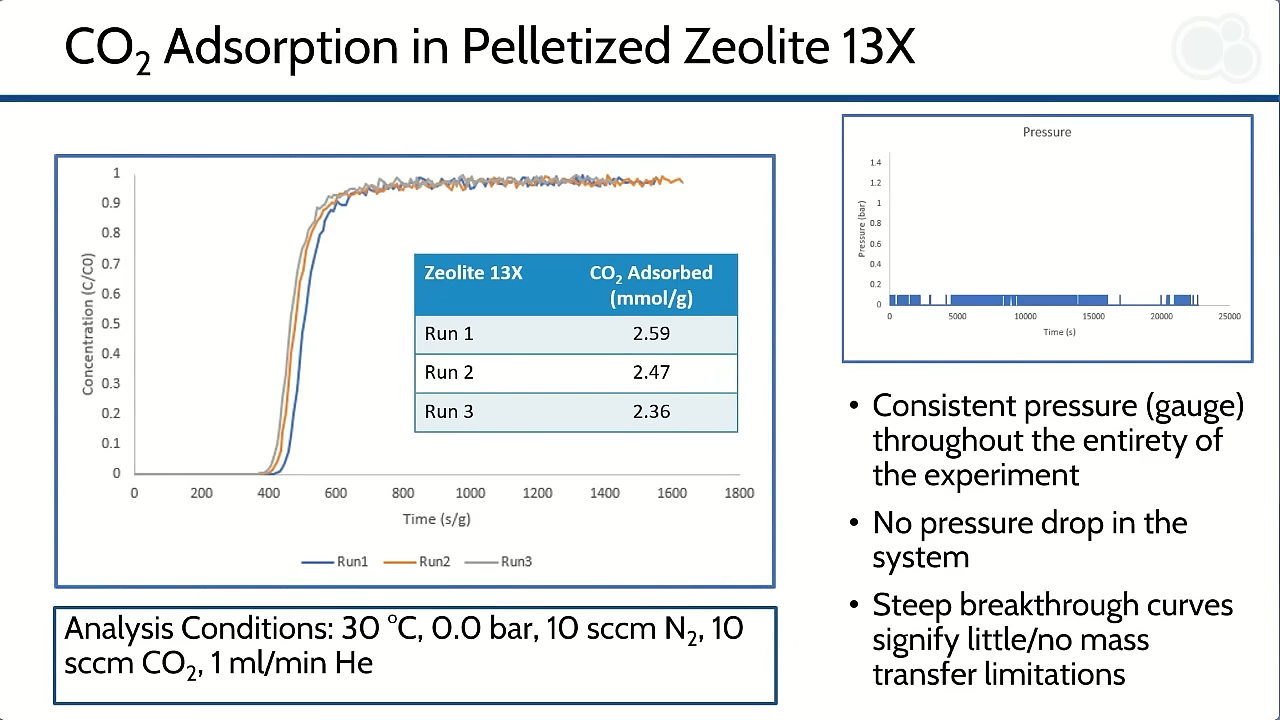 CO2 Adsorption in Pelletized Zeolite 13X
Concentration (C/C0)
1
0.9
0.8
0.7
0.6
0.5
0.4
0.3
0.2
0.1
0
0 200 400 600 800 1000 1200 1400 1600 1800
Time (s/g)
Run1 Run2 Run3
Zeolite 13X CO2 Adsorbed
(mmol/g)
Run 1 2.59
Run 2 2.47
Run 3 2.36
Analysis Conditions: 30 °C, 0.0 bar, 10 sccm N2, 10
sccm CO2, 1 ml/min He
Pressure
Pressure (bar)
1.4
1.2
1
0.8
0.6
0.4
0.2
0
0 5000 10000 15000 20000 25000
Time (s)
• Consistent pressure (gauge)
throughout the entirety of
the experiment
• No pressure drop in the
system
• Steep breakthrough curves
signify little/no mass
transfer limitations